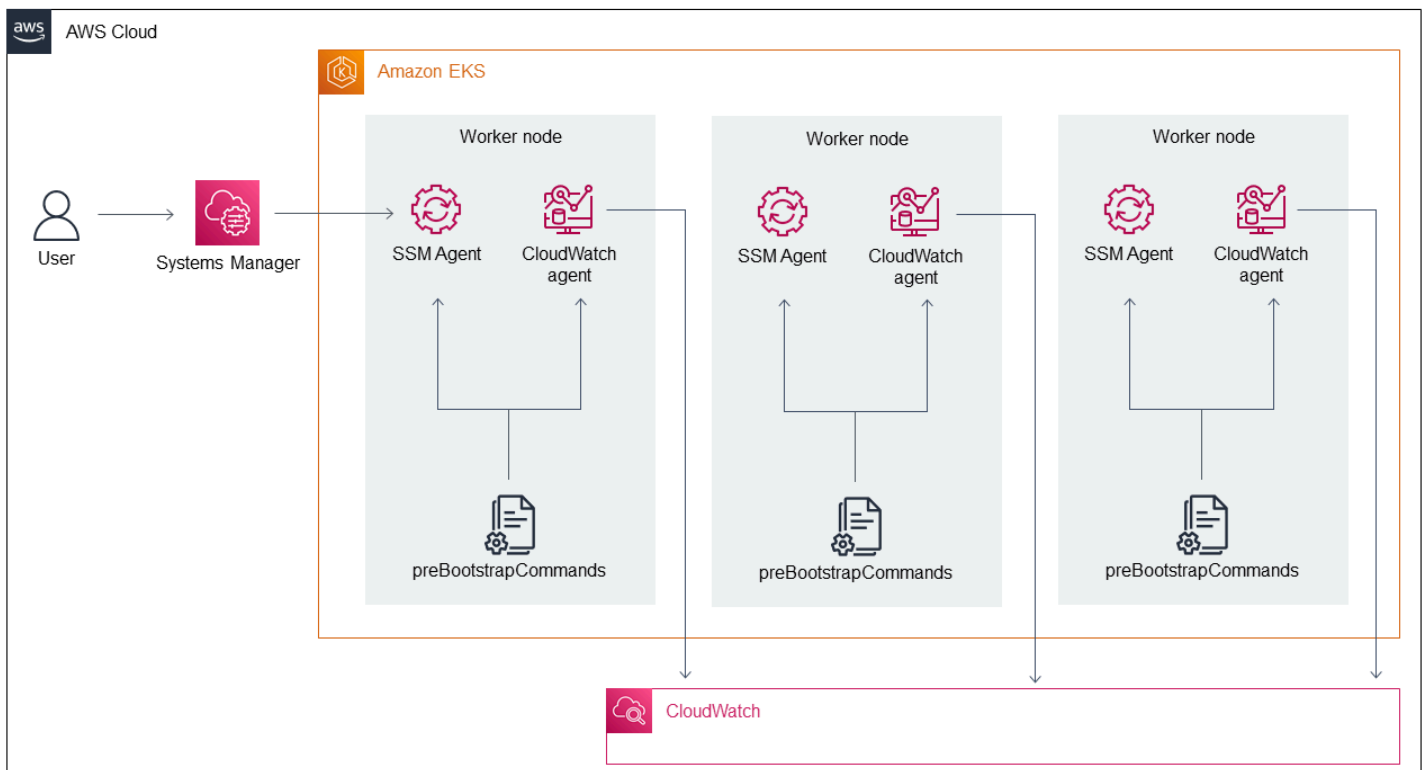 aws
AWS Cloud
Amazon EKS
Worker node
Worker node
Worker node
User
Systems Manager
SSM Agent
CloudWatch
agent
SSM Agent
CloudWatch
agent
SSM Agent
CloudWatch
agent
preBootstrapCommands
preBootstrapCommands
preBootstrapCommands
CloudWatch